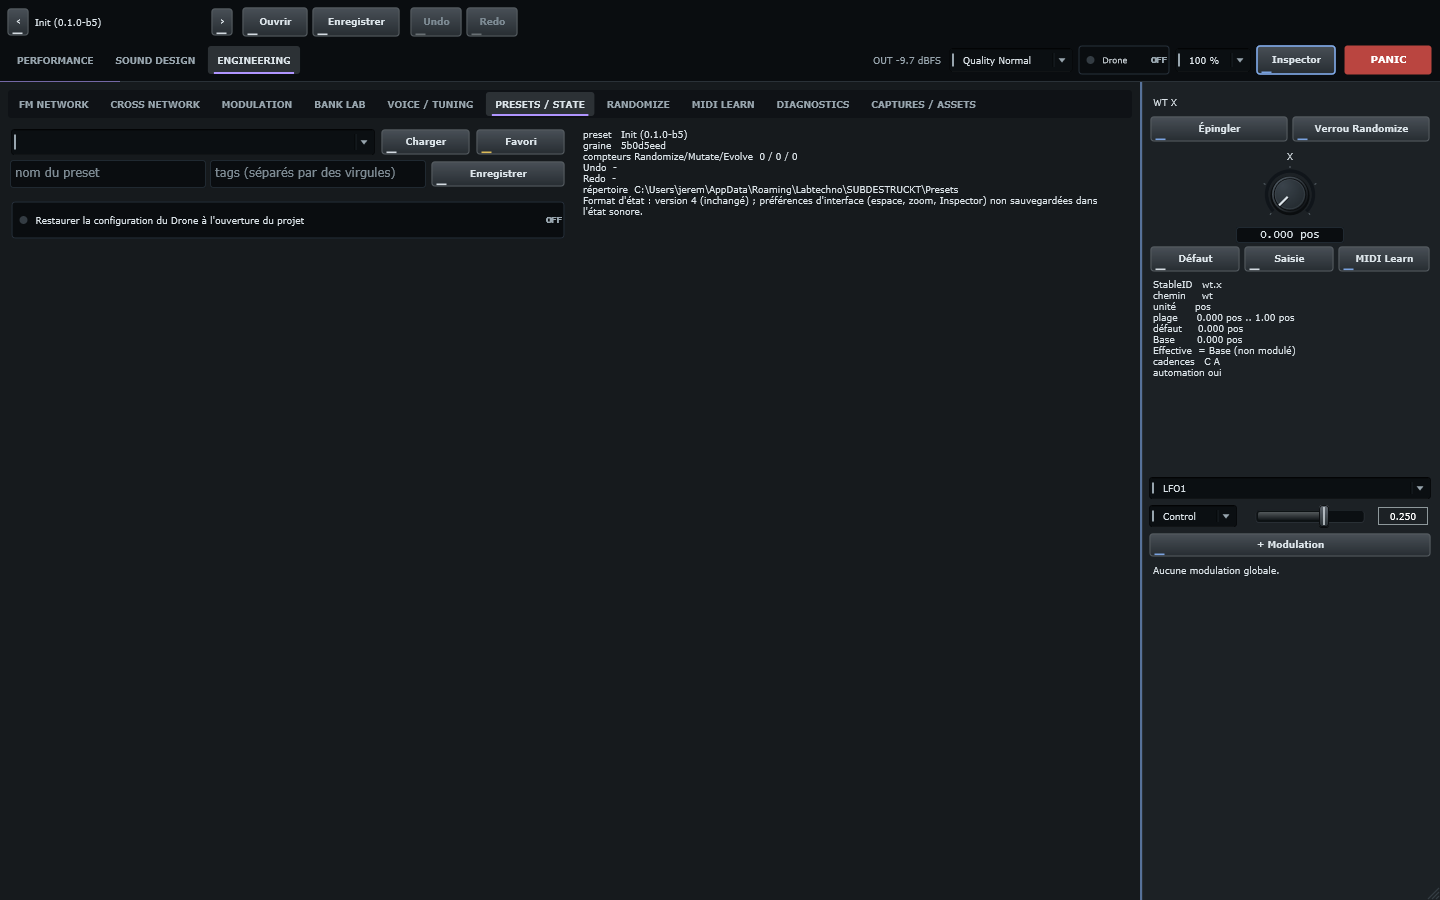 Init (0.1.0-b5)
Ouvrir
Enregistrer
Undo
Redo
PERFORMANCE
SOUND DESIGN
ENGINEERING
OUT -9.7 dBFS
Quality Normal
Drone
OFF
100 %
Inspector
PANIC
FM NETWORK
CROSS NETWORK
MODULATION
BANK LAB
VOICE / TUNING
PRESETS / STATE
RANDOMIZE
MIDI LEARN
DIAGNOSTICS
CAPTURES / ASSETS
Charger
Favori
nom du preset
tags (séparés par des virgules)
Enregistrer
Restaurer la configuration du Drone à l'ouverture du projet
OFF
preset Init (0.1.0-b5)
graine 5b0d5eed
compteurs Randomize/Mutate/Evolve 0 / 0 / 0
Undo -
Redo -
répertoire C:\Users\jerem\AppData\Roaming\Labtechno\SUBDESTRUCKT\Presets
Format d'état : version 4 (inchangé) ; préférences d'interface (espace, zoom, Inspector) non sauvegardées dans
l'état sonore.
WT X
Épingler
Verrou Randomize
X
0.000 pos
Défaut
Saisie
MIDI Learn
StableID wt.x
chemin wt
unité pos
plage 0.000 pos .. 1.00 pos
défaut 0.000 pos
Base 0.000 pos
Effective = Base (non modulé)
cadences C A
automation oui
LFO1
Control
0.250
+ Modulation
Aucune modulation globale.